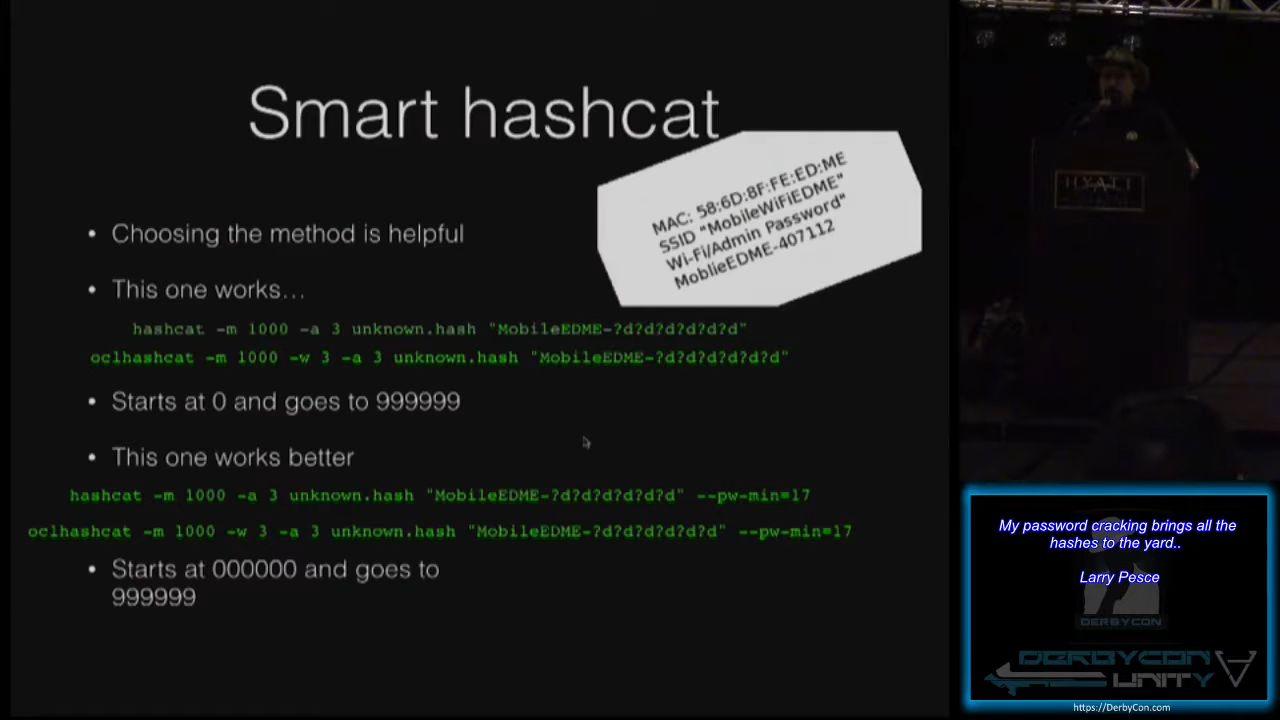 Smart hashcat
MAC: 58:6D:8F:FE:ED:ME
SSID "MobileWiFiEDME"
Wi-Fi/Admin Password"
MoblieEDME-407112
• Choosing the method is helpful
• This one works...
hashcat -m 1000 -a 3 unknown.hash "MobileEDME-?d?d?d?d?d?d"
oclhashcat -m 1000 -w 3 -a 3 unknown.hash "MobileEDME-?d?d?d?d?d?d"
• Starts at 0 and goes to 999999
• This one works better
hashcat -m 1000 -a 3 unknown.hash "MobileEDME-?d?d?d?d?d?d" --pw-min=17
oclhashcat -m 1000 -w 3 -a 3 unknown.hash "MobileEDME-?d?d?d?d?d?d" --pw-min=17
• Starts at 000000 and goes to
999999
HYATT
My password cracking brings all the
hashes to the yard..
Larry Pesce
DERBYCON
DERBYCON
UNITY
https://DerbyCon.com